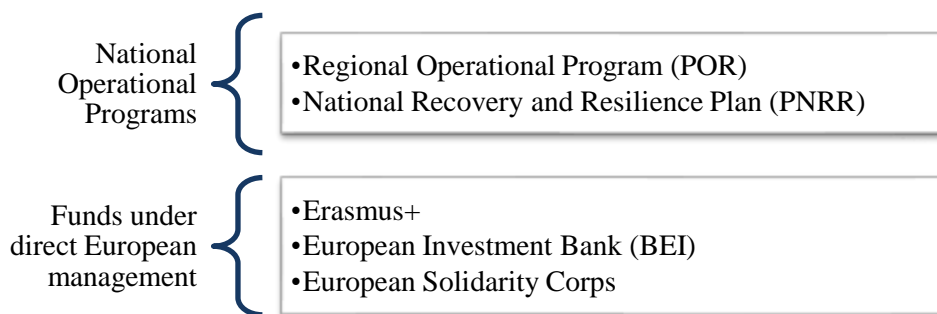 National
Operational
Programs
•Regional Operational Program (POR)
•National Recovery and Resilience Plan (PNRR)
Funds under
direct European
management
•Erasmus+
•European Investment Bank (BEI)
•European Solidarity Corps